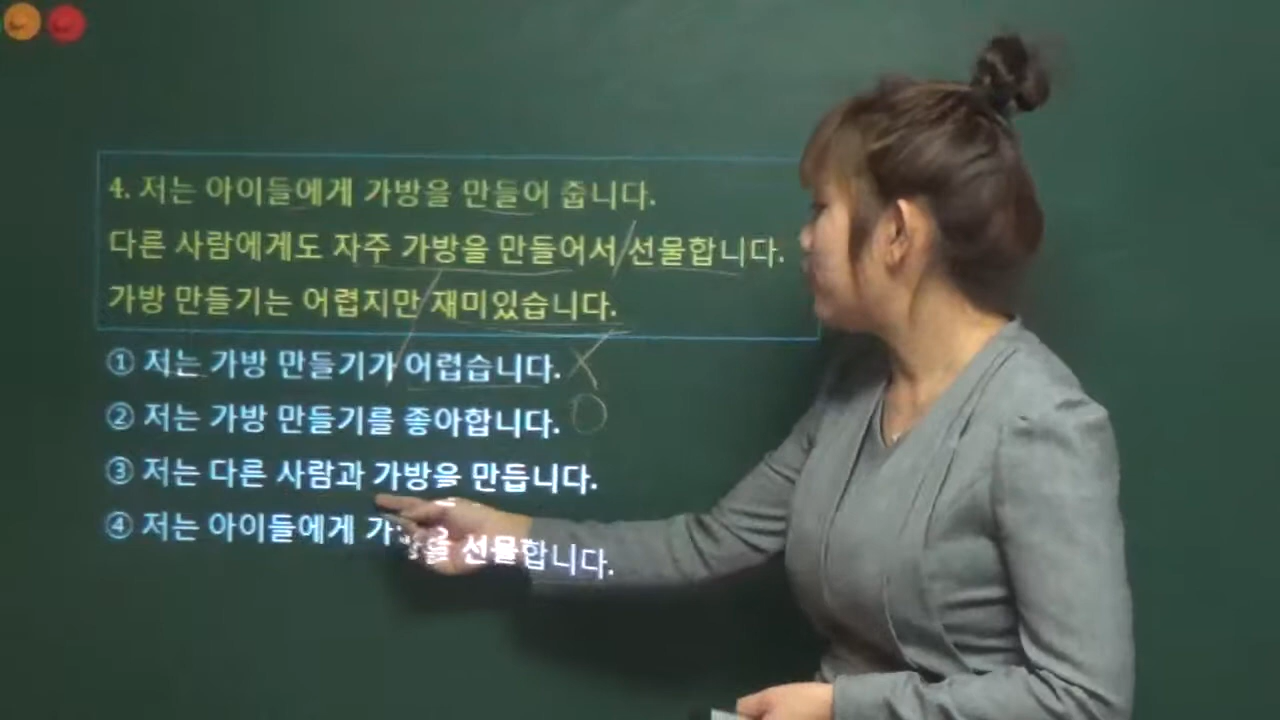 4. 저는 아이들에게 가방을 만들어 줍니다.
다른 사람에게도 자주 가방을 만들어서 선물합니다.
가방 만들기는 어렵지만 재미있습니다.
① 저는 가방 만들기가 어렵습니다. X
② 저는 가방 만들기를 좋아합니다. O
③ 저는 다른 사람과 가방을 만듭니다.
④ 저는 아이들에게 가방을 선물합니다.